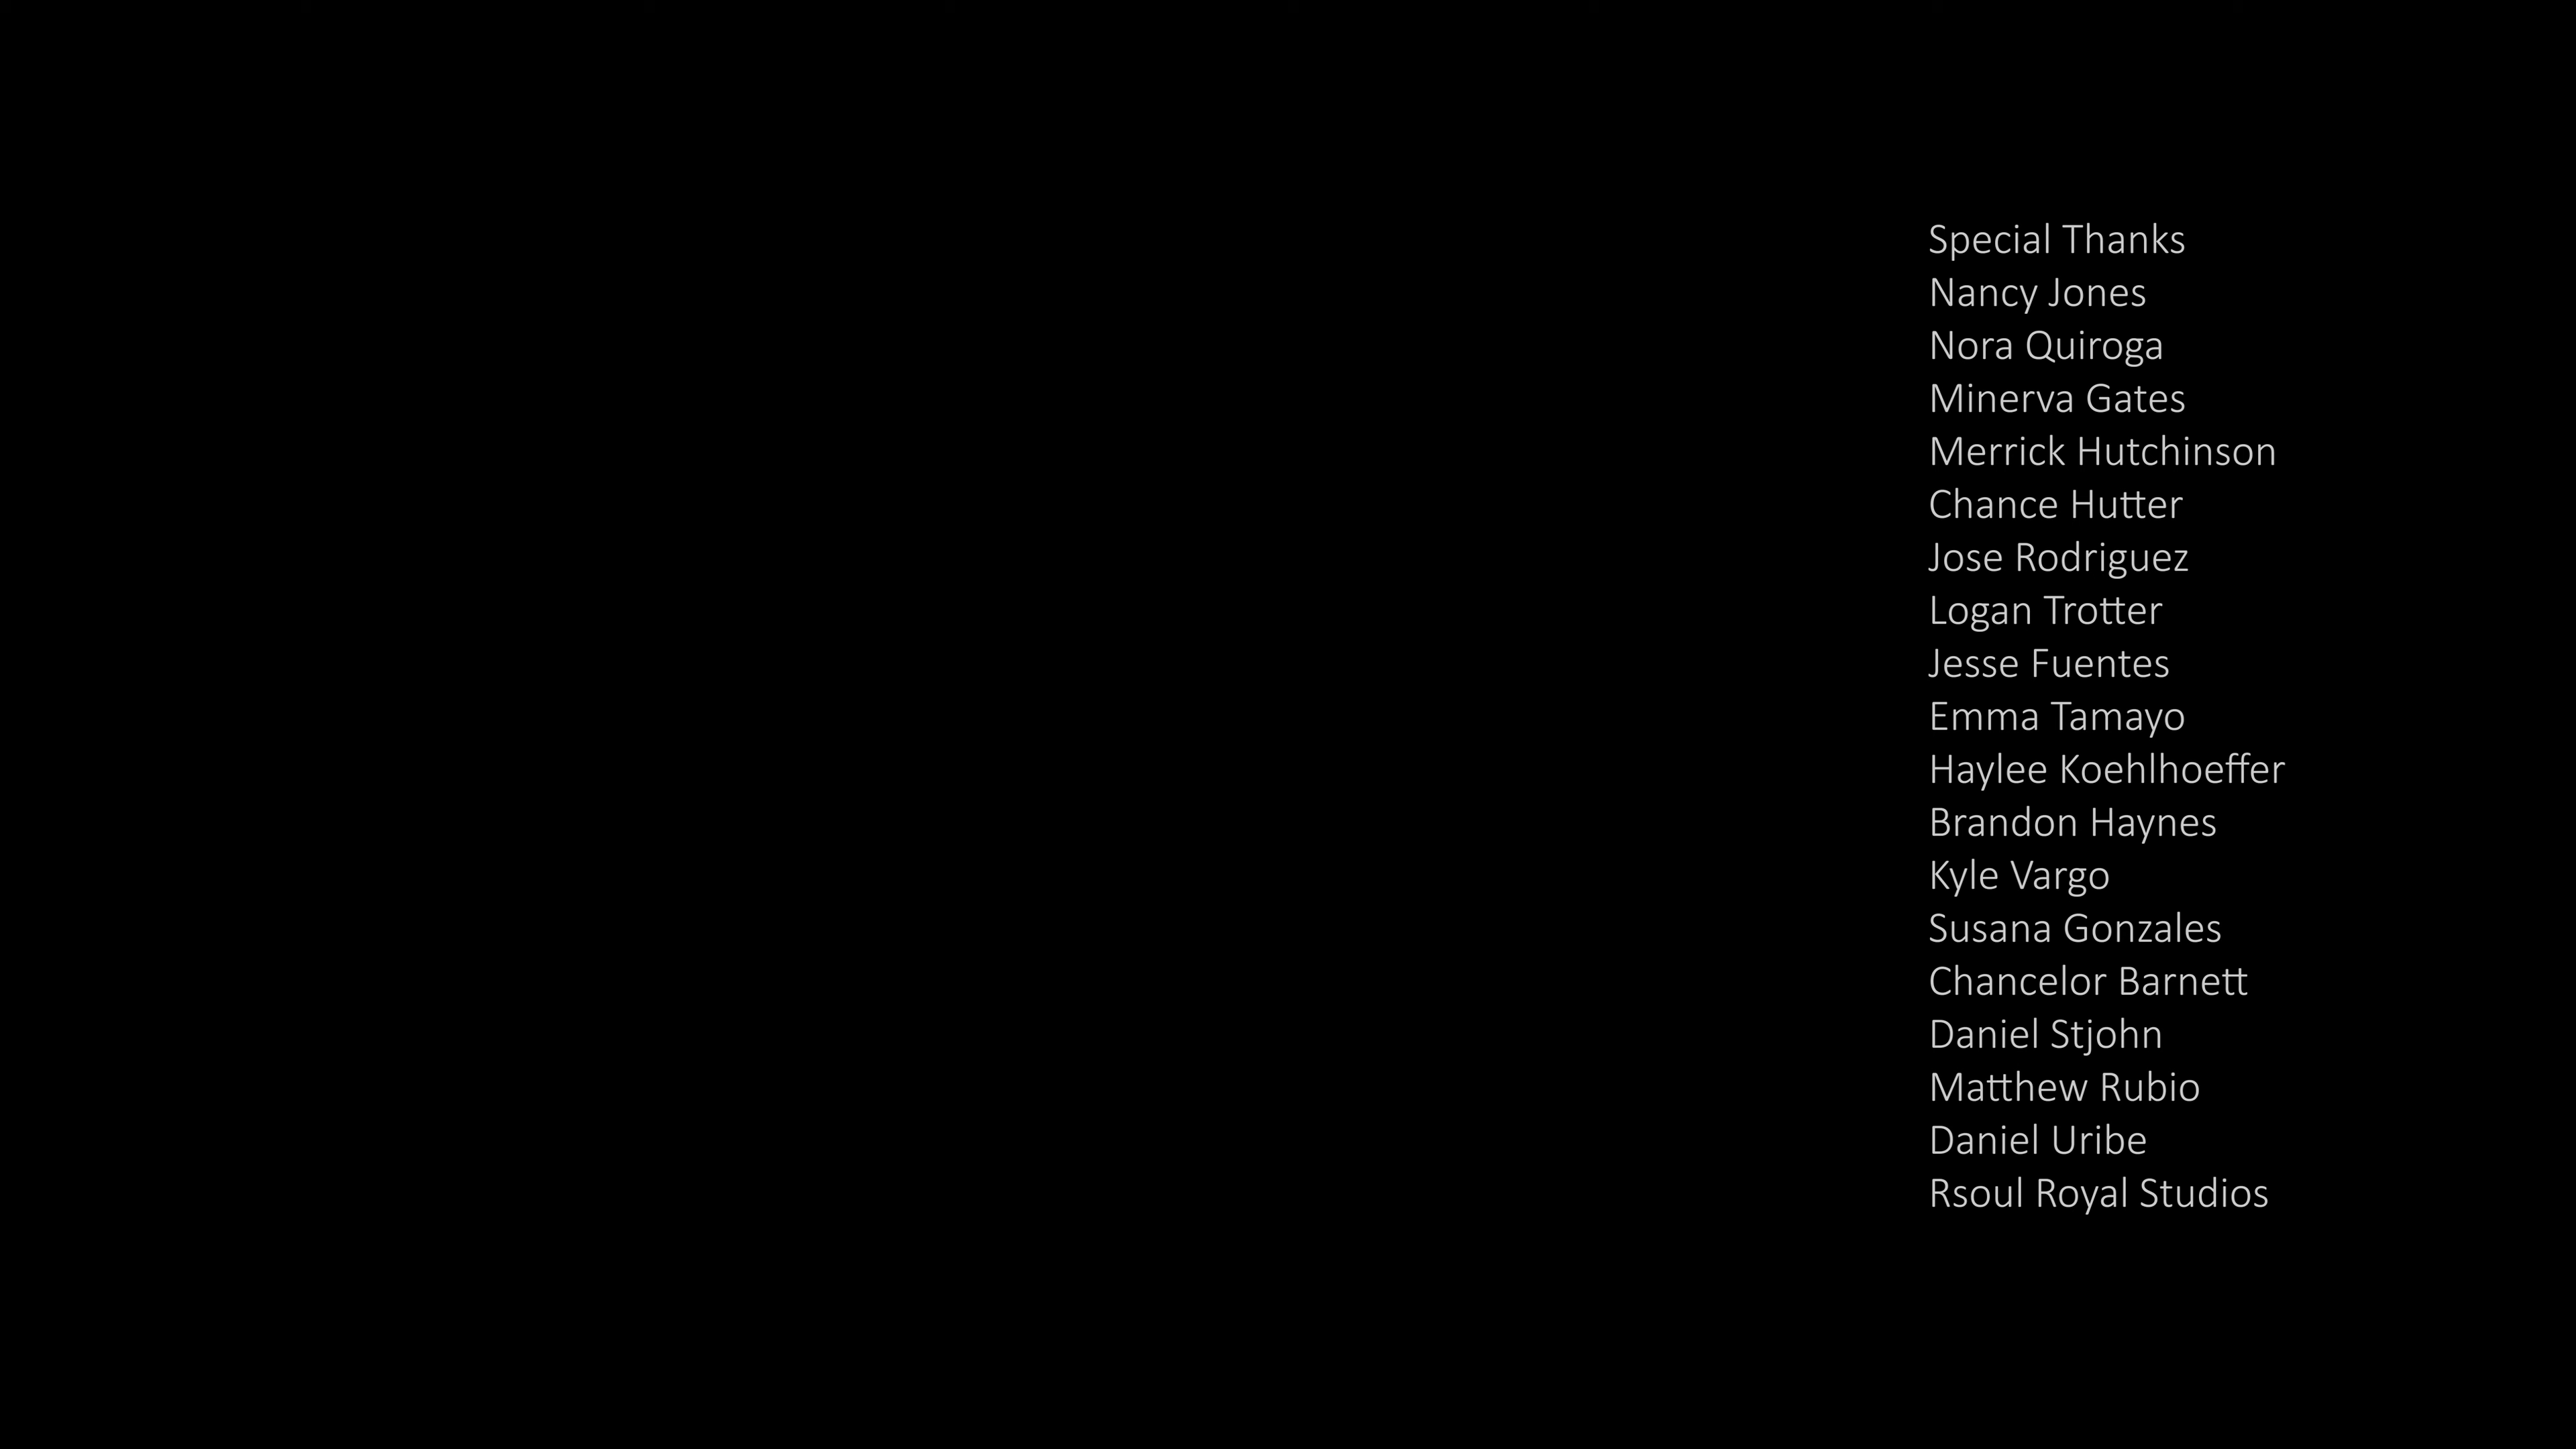 Special Thanks
Nancy Jones
Nora Quiroga
Minerva Gates
Merrick Hutchinson
Chance Hutter
Jose Rodriguez
Logan Trotter
Jesse Fuentes
Emma Tamayo
Haylee Koehlhoeffer
Brandon Haynes
Kyle Vargo
Susana Gonzales
Chancelor Barnett
Daniel Stjohn
Matthew Rubio
Daniel Uribe
Rsoul Royal Studios